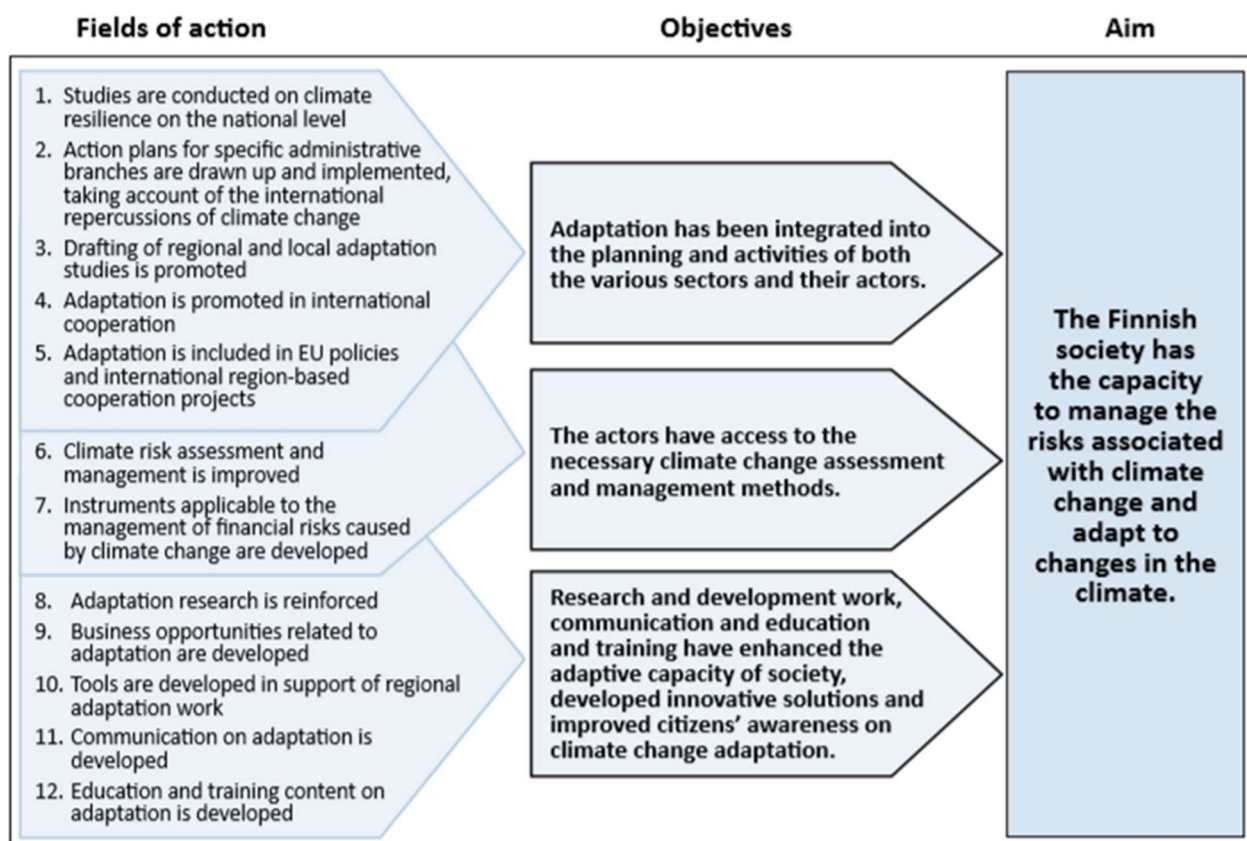 Fields of action
Objectives
Aim
1. Studies are conducted on climate
resilience on the national level
2. Action plans for specific administrative
branches are drawn up and implemented,
taking account of the international
repercussions of climate change
3. Drafting of regional and local adaptation
studies is promoted
4. Adaptation is promoted in international
cooperation
5. Adaptation is included in EU policies
and international region-based
cooperation projects
6. Climate risk assessment and
management is improved
7. Instruments applicable to the
management of financial risks caused
by climate change are developed
8. Adaptation research is reinforced
9. Business opportunities related to
adaptation are developed
10. Tools are developed in support of regional
adaptation work
11. Communication on adaptation is
developed
12. Education and training content on
adaptation is developed
Adaptation has been integrated into
the planning and activities of both
the various sectors and their actors.
The actors have access to the
necessary climate change assessment
and management methods.
Research and development work,
communication and education
and training have enhanced the
adaptive capacity of society,
developed innovative solutions and
improved citizens’ awareness on
climate change adaptation.
The Finnish
society has
the capacity
to manage the
risks associated
with climate
change and
adapt to
changes in the
climate.